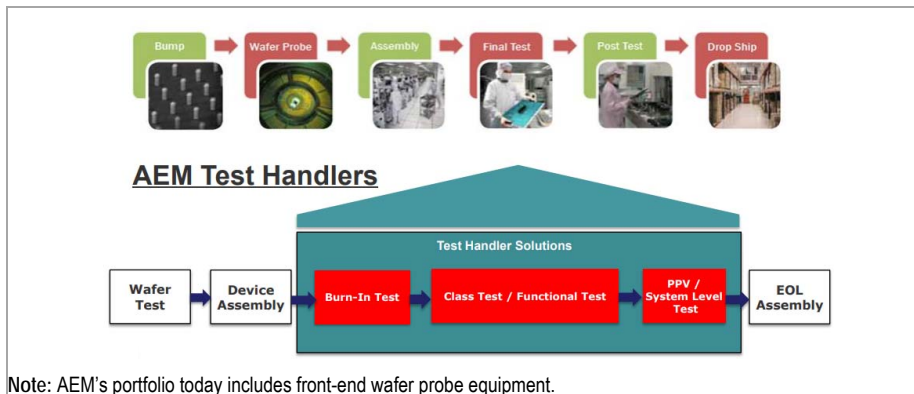 Bump
Wafer Probe
Assembly
Final Test
Post Test
Drop Ship
AEM Test Handlers
Test Handler Solutions
Wafer
Test
Device
Assembly
Burn-In Test
Class Test / Functional Test
PPV /
System Level
Test
EOL
Assembly
Note: AEM's portfolio today includes front-end wafer probe equipment.